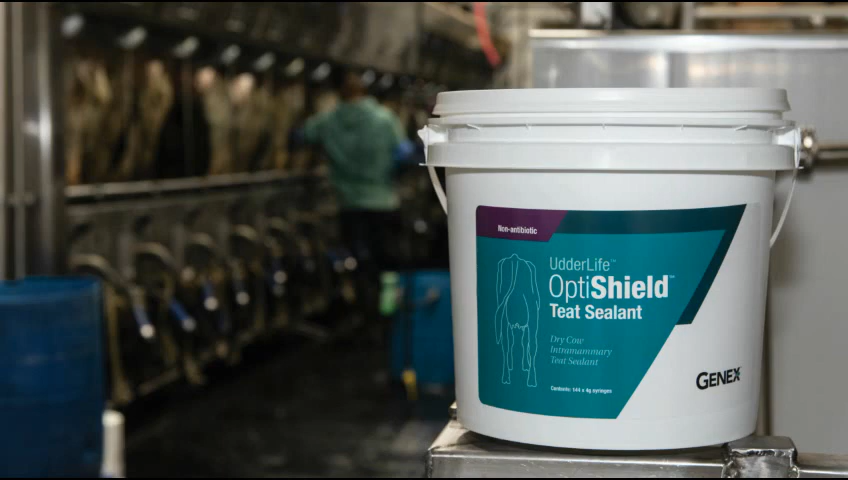 Non-antibiotic
UdderLife™
OptiShield™
Teat Sealant
Dry Cow
Intramammary
Teat Sealant
Contents: 144 x 4g syringes
GENEX